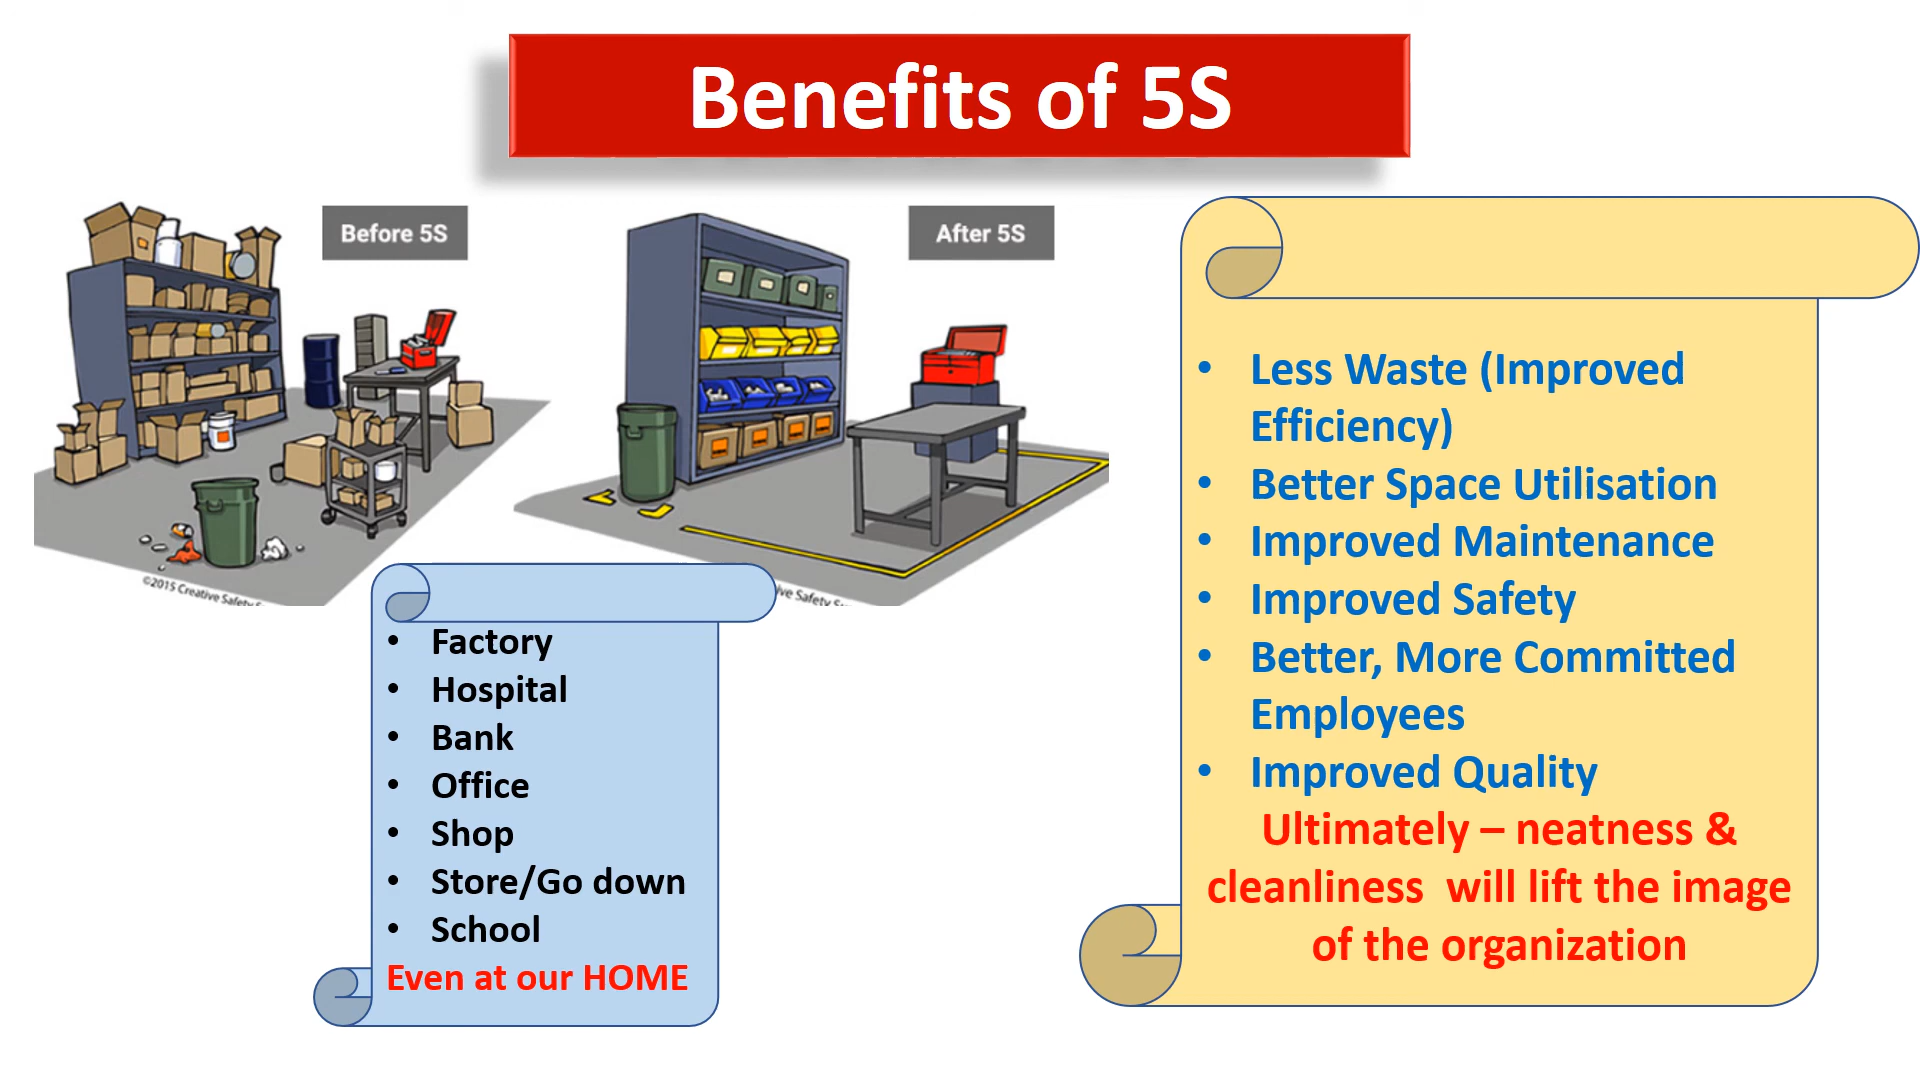 Benefits of 5S
Before 5S
After 5S
©2015 Creative Safety S
ive Safety S
• Factory
• Hospital
• Bank
• Office
• Shop
• Store/Go down
• School
Even at our HOME
• Less Waste (Improved
Efficiency)
• Better Space Utilisation
• Improved Maintenance
• Improved Safety
• Better, More Committed
Employees
• Improved Quality
Ultimately – neatness &
cleanliness will lift the image
of the organization